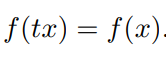 f(tx) = f(x).